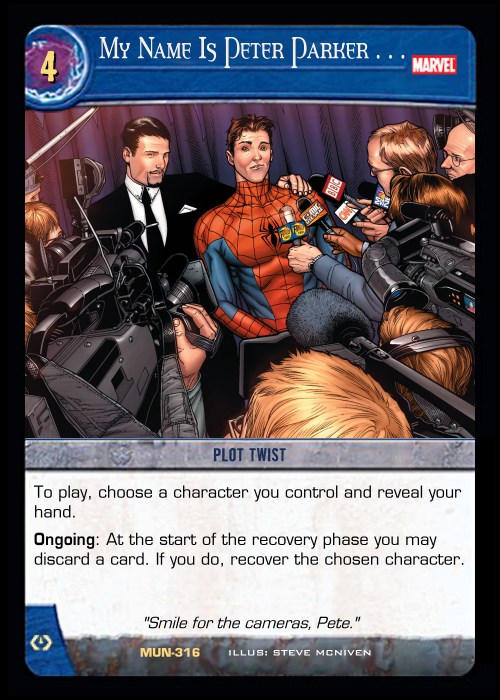 4
My Name Is Peter Parker . . .
MARVEL
PLOT TWIST
To play, choose a character you control and reveal your
hand.
Ongoing: At the start of the recovery phase you may
discard a card. If you do, recover the chosen character.
"Smile for the cameras, Pete."
MUN-316 ILLUS: STEVE MCNIVEN